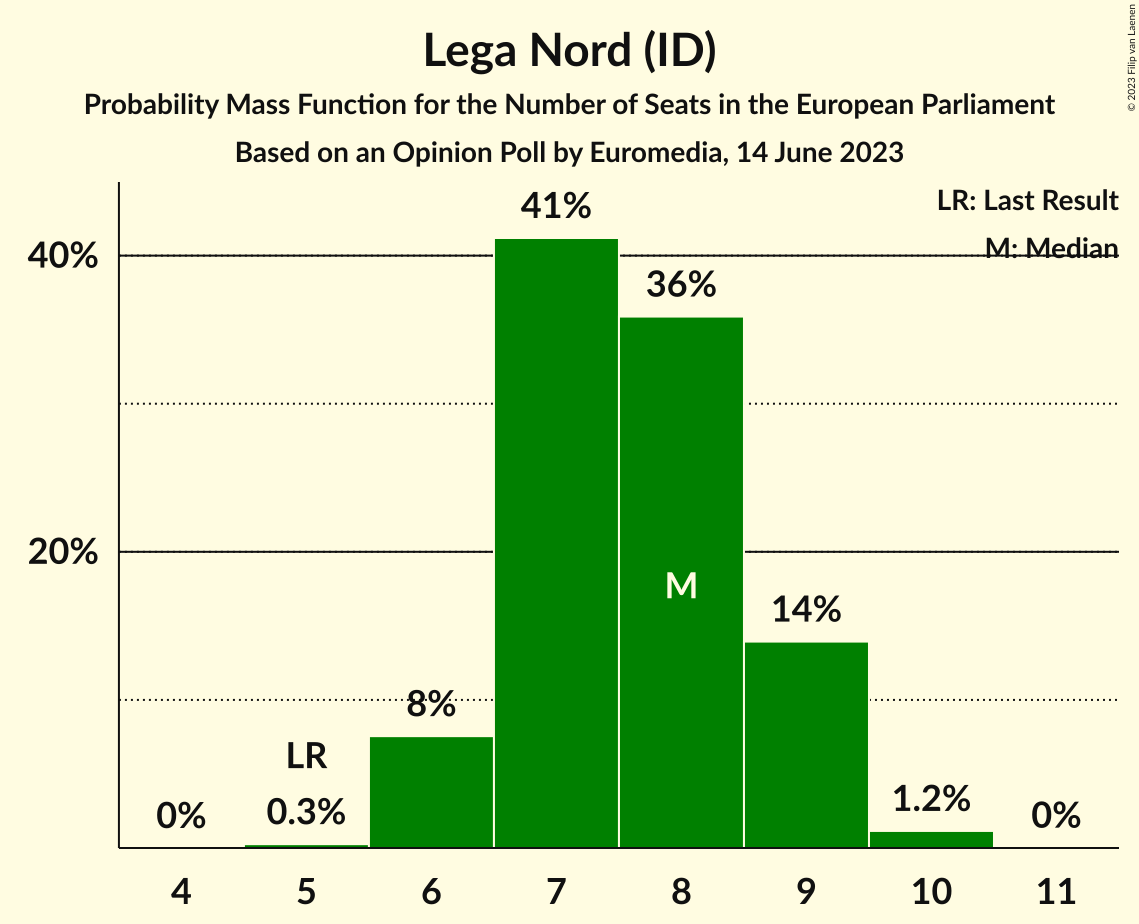 Lega Nord (ID)
Probability Mass Function for the Number of Seats in the European Parliament
Based on an Opinion Poll by Euromedia, 14 June 2023
© 2023 Filip van Laenen
LR: Last Result
M: Median
40%
20%
0%
LR
0.3%
8%
41%
36%
M
14%
1.2%
0%
4 5 6 7 8 9 10 11